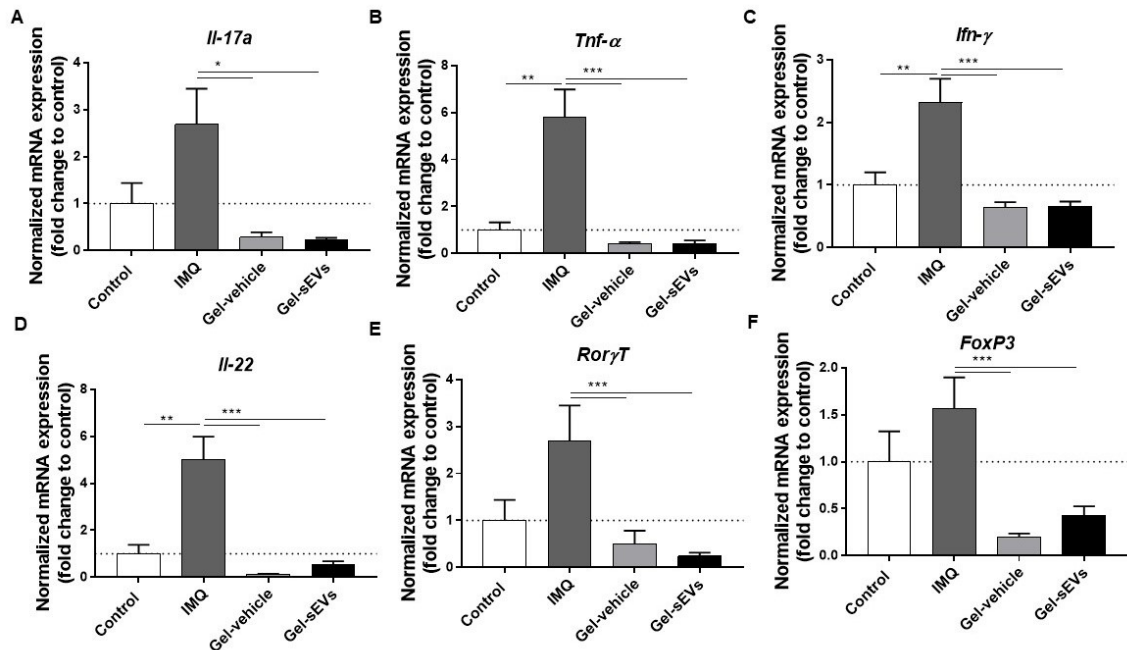 A
Il-17a
Normalized mRNA expression
(fold change to control)
4
3
2
1
0
*
Control
IMQ
Gel-vehicle
Gel-sEVs
B
Tnf-α
Normalized mRNA expression
(fold change to control)
8
6
4
2
0
**
***
Control
IMQ
Gel-vehicle
Gel-sEVs
C
Ifn-γ
Normalized mRNA expression
(fold change to control)
3
2
1
0
**
***
Control
IMQ
Gel-vehicle
Gel-sEVs
D
Il-22
Normalized mRNA expression
(fold change to control)
8
6
4
2
0
**
***
Control
IMQ
Gel-vehicle
Gel-sEVs
E
RorγT
Normalized mRNA expression
(fold change to control)
4
3
2
1
0
***
Control
IMQ
Gel-vehicle
Gel-sEVs
F
FoxP3
Normalized mRNA expression
(fold change to control)
2.0
1.5
1.0
0.5
0.0
***
Control
IMQ
Gel-vehicle
Gel-sEVs